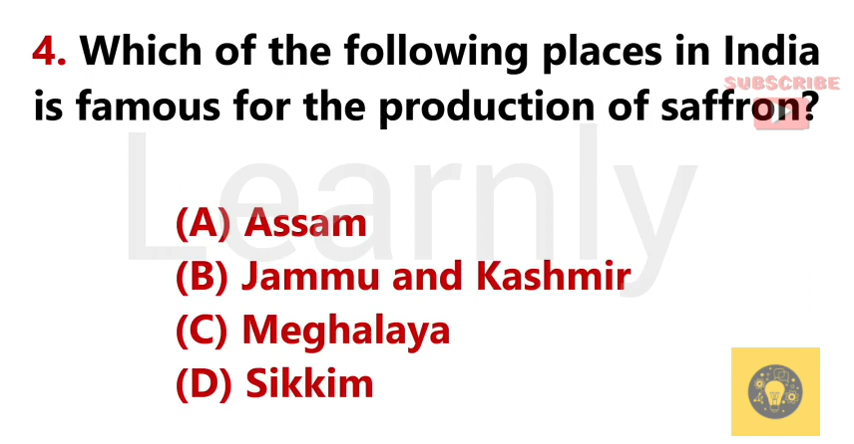 4. Which of the following places in India
SUBSCRIBE
is famous for the production of saffron?
Learnly
(A) Assam
(B) Jammu and Kashmir
(C) Meghalaya
(D) Sikkim